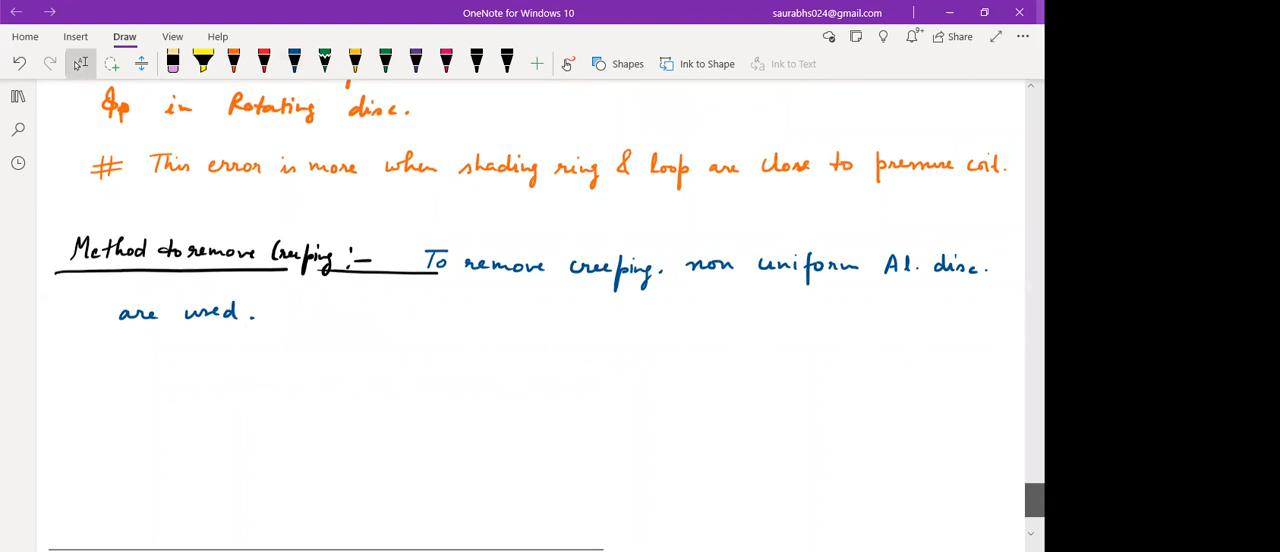 OneNote for Windows 10
saurabhs024@gmail.com
Home Insert Draw View Help
9+ Share
Shapes Ink to Shape Ink to Text
in Rotating disc.
# This error is more when shading ring & loop are close to pressure coil.
Method to remove Creeping :- To remove creeping, non uniform Al. disc.
are used.